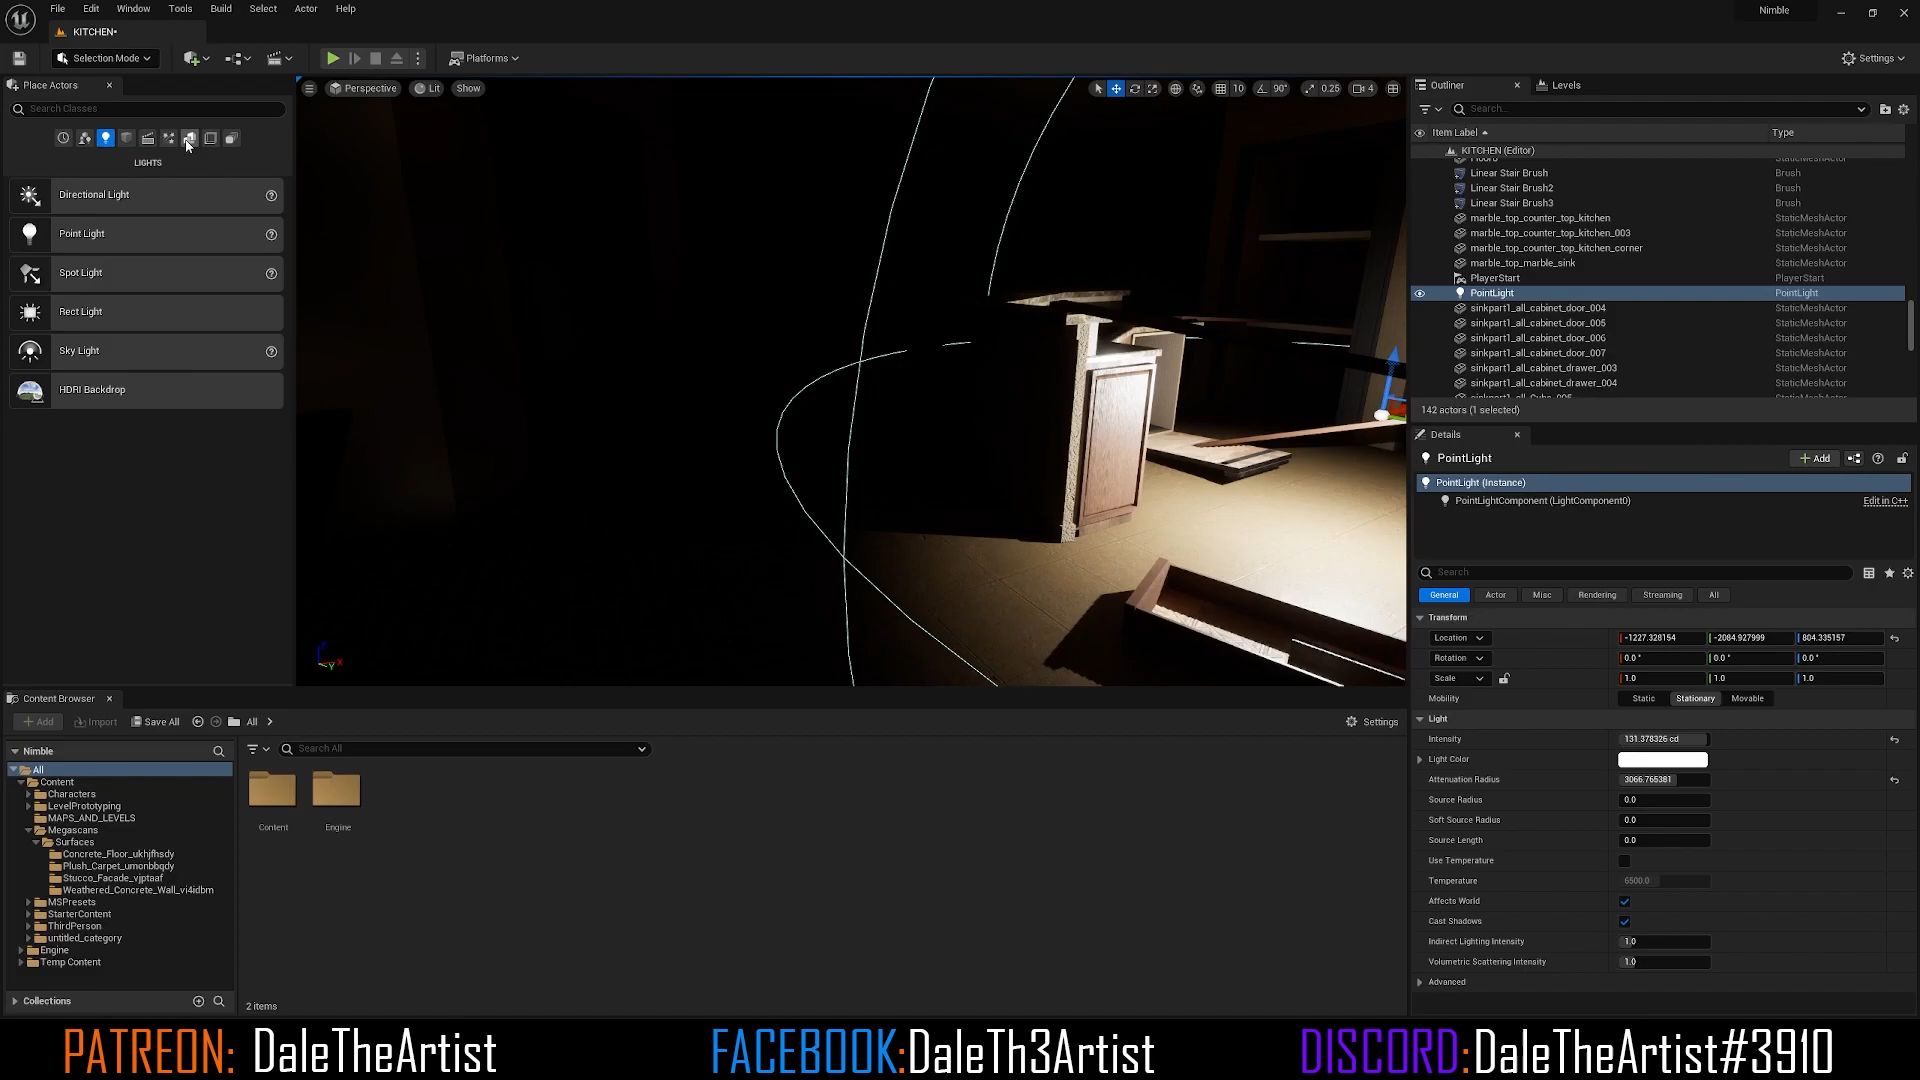 File Edit Window Tools Build Select Actor Help
Nimble
KITCHEN•
Selection Mode
Platforms
Settings
Place Actors
Search Classes
LIGHTS
Directional Light
Point Light
Spot Light
Rect Light
Sky Light
HDRI Backdrop
Perspective Lit Show
10 90° 0.25 4
Outliner Levels
Search...
Item Label Type
KITCHEN (Editor)
StaticMeshActor
Linear Stair Brush Brush
Linear Stair Brush2 Brush
Linear Stair Brush3 Brush
marble_top_counter_top_kitchen StaticMeshActor
marble_top_counter_top_kitchen_003 StaticMeshActor
marble_top_counter_top_kitchen_corner StaticMeshActor
marble_top_marble_sink StaticMeshActor
PlayerStart PlayerStart
PointLight PointLight
sinkpart1_all_cabinet_door_004 StaticMeshActor
sinkpart1_all_cabinet_door_005 StaticMeshActor
sinkpart1_all_cabinet_door_006 StaticMeshActor
sinkpart1_all_cabinet_door_007 StaticMeshActor
sinkpart1_all_cabinet_drawer_003 StaticMeshActor
sinkpart1_all_cabinet_drawer_004 StaticMeshActor
142 actors (1 selected)
Details
PointLight
Add
PointLight (Instance)
PointLightComponent (LightComponent0) Edit in C++
Search
General Actor Misc Rendering Streaming All
Transform
Location -1227.328154 -2084.927999 804.335157
Rotation 0.0 ° 0.0 ° 0.0 °
Scale 1.0 1.0 1.0
Mobility Static Stationary Movable
Light
Intensity 131.378326 cd
Light Color
Attenuation Radius 3066.765381
Source Radius 0.0
Soft Source Radius 0.0
Source Length 0.0
Use Temperature
Temperature 6500.0
Affects World
Cast Shadows
Indirect Lighting Intensity 1.0
Volumetric Scattering Intensity 1.0
Advanced
Content Browser
Add Import Save All All
Settings
Nimble
Search All
All
Content
Characters
LevelPrototyping
MAPS_AND_LEVELS
Megascans
Surfaces
Concrete_Floor_ukhjfhsdy
Plush_Carpet_umonbbqdy
Stucco_Facade_vjptaaf
Weathered_Concrete_Wall_vi4idbm
MSPresets
StarterContent
ThirdPerson
untitled_category
Engine
Temp Content
Collections
Content Engine
2 items
PATREON: DaleTheArtist
FACEBOOK:DaleTh3Artist
DISCORD:DaleTheArtist#3910